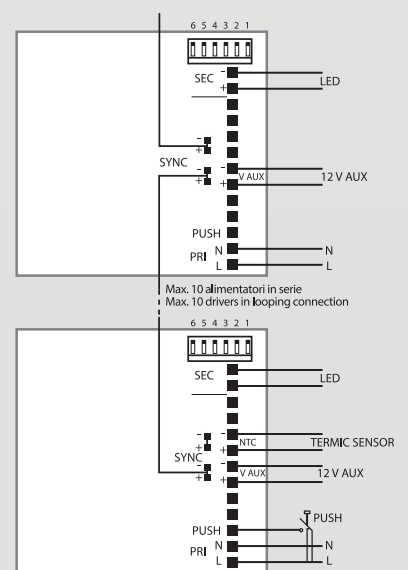 6 5 4 3 2 1
SEC - LED
+
-
+
SYNC
- - 12 V AUX
+ + V AUX
PUSH
PRI N N
L L
Max. 10 alimentatori in serie
Max. 10 drivers in looping connection
6 5 4 3 2 1
SEC LED
- - NTC TERMIC SENSOR
+ +
SYNC
- - V AUX 12 V AUX
+ +
PUSH PUSH
PRI N N
L L